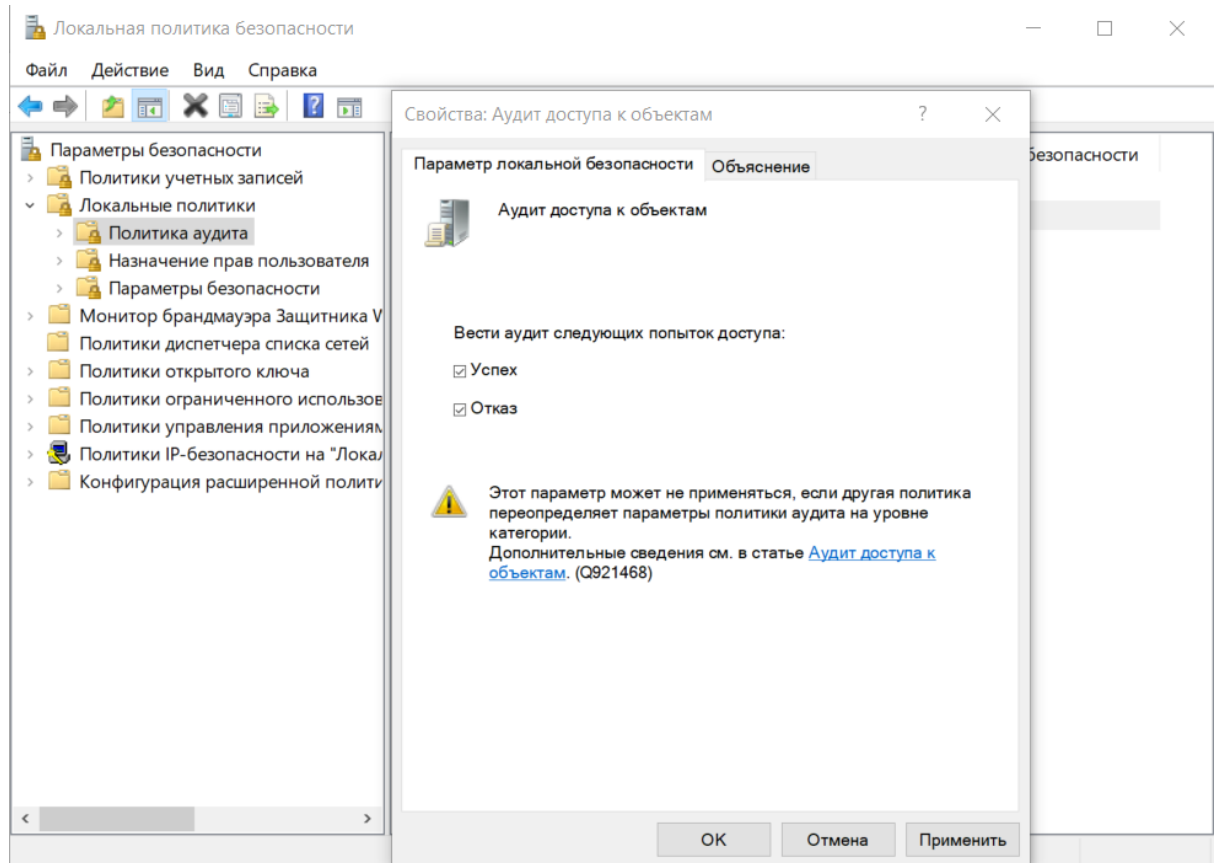 Локальная политика безопасности
Файл Действие Вид Справка
Свойства: Аудит доступа к объектам
Параметры безопасности
Политики учетных записей
Локальные политики
Политика аудита
Назначение прав пользователя
Параметры безопасности
Монитор брандмауэра Защитника
Политики диспетчера списка сетей
Политики открытого ключа
Политики ограниченного использов
Политики управления приложениям
Политики IP-безопасности на "Локал
Конфигурация расширенной полити
безопасности
Параметр локальной безопасности Объяснение
Аудит доступа к объектам
Вести аудит следующих попыток доступа:
Успех
Отказ
Этот параметр может не применяться, если другая политика
переопределяет параметры политики аудита на уровне
категории.
Дополнительные сведения см. в статье Аудит доступа к
объектам. (Q921468)
OK Отмена Применить